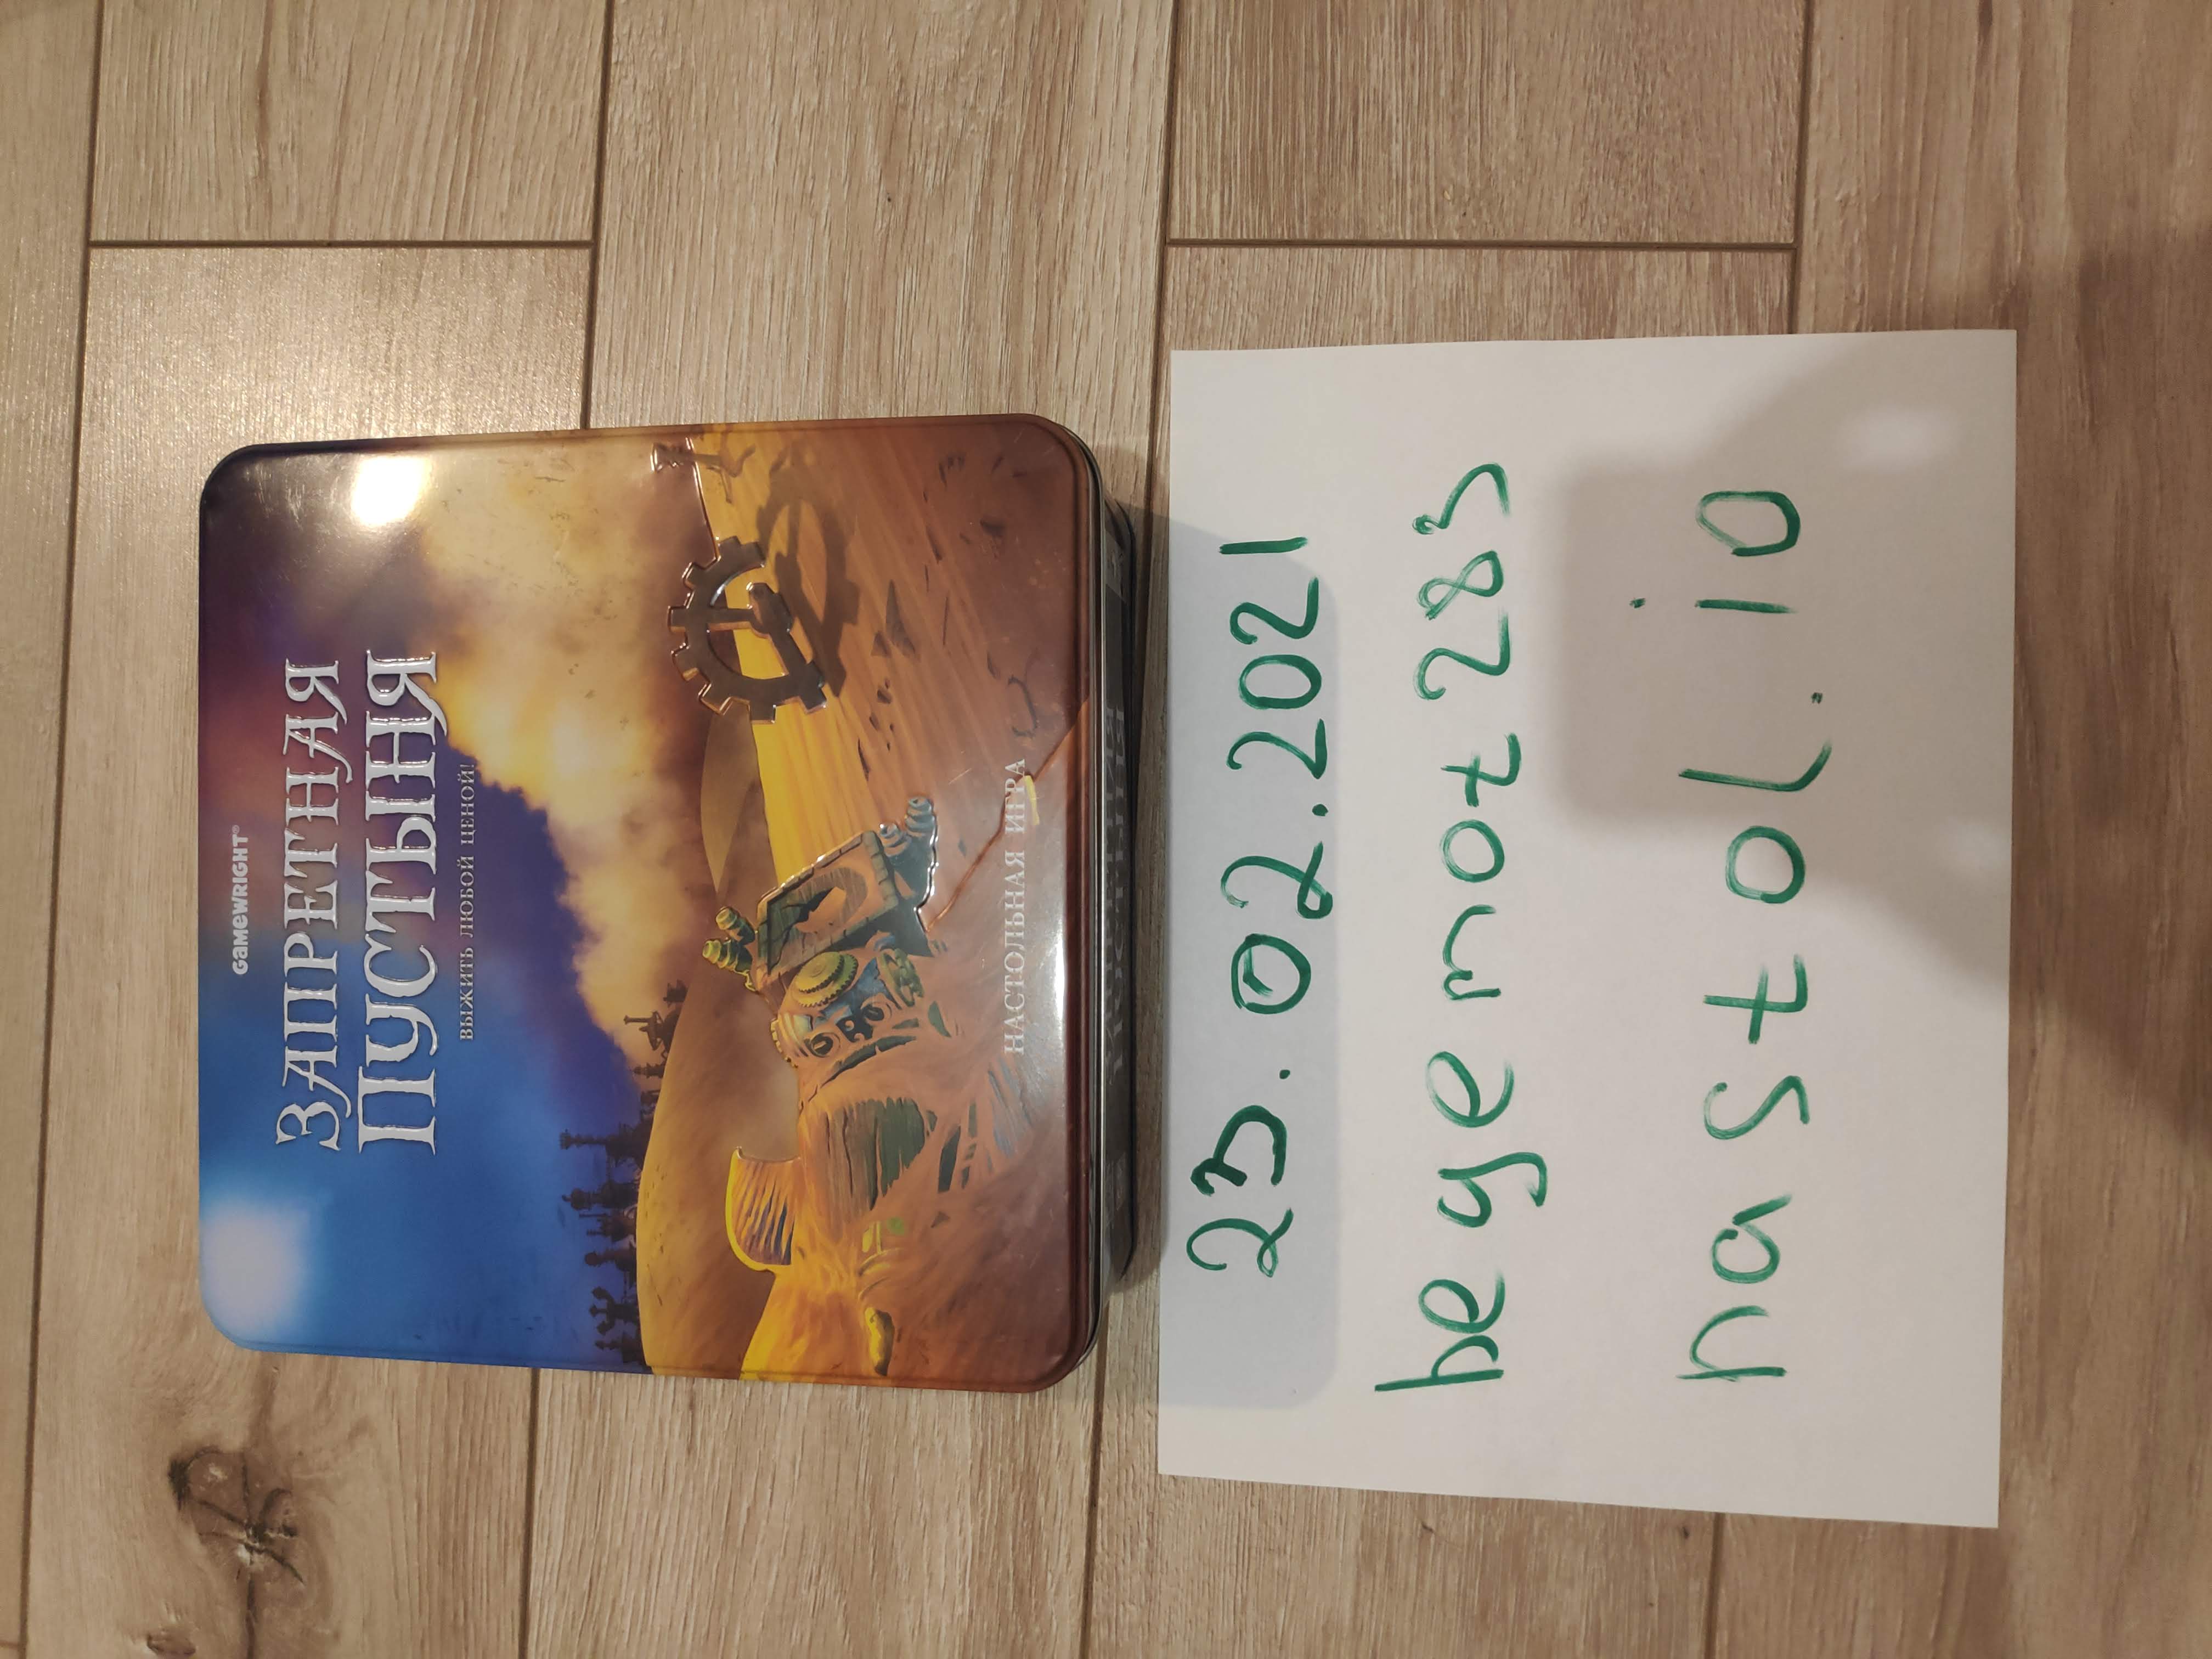 GAMEWRIGHT®
ЗАПРЕТНАЯ
ПУСТЫНЯ
ВЫЖИТЬ ЛЮБОЙ ЦЕНОЙ!
НАСТОЛЬНАЯ ИГРА
23.02.2021
begemot283
nastol.io